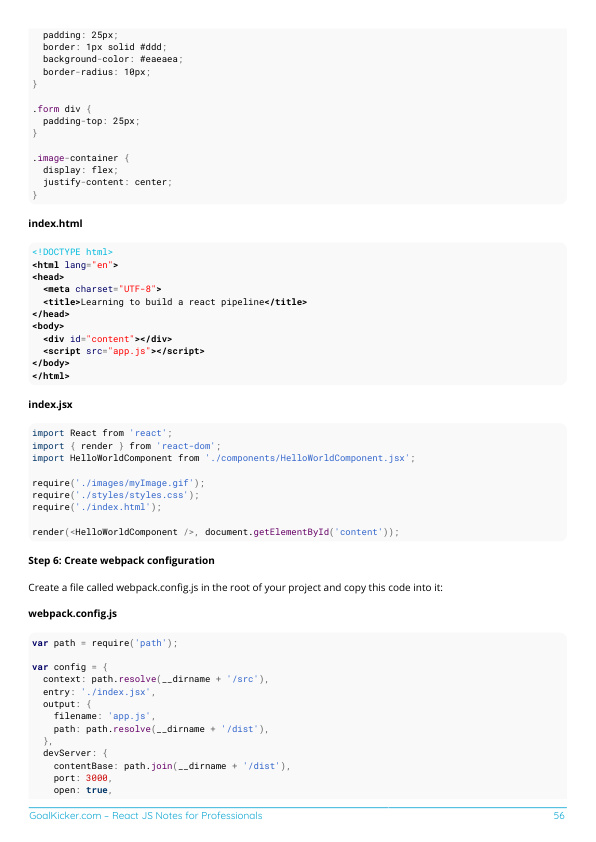 padding: 25px;
  border: 1px solid #ddd;
  background-color: #eaeaea;
  border-radius: 10px;
}

.form div {
  padding-top: 25px;
}

.image-container {
  display: flex;
  justify-content: center;
}
index.html
<!DOCTYPE html>
<html lang="en">
<head>
  <meta charset="UTF-8">
  <title>Learning to build a react pipeline</title>
</head>
<body>
  <div id="content"></div>
  <script src="app.js"></script>
</body>
</html>
index.jsx
import React from 'react';
import { render } from 'react-dom';
import HelloWorldComponent from './components/HelloWorldComponent.jsx';

require('./images/myImage.gif');
require('./styles/styles.css');
require('./index.html');

render(<HelloWorldComponent />, document.getElementById('content'));
Step 6: Create webpack configuration
Create a file called webpack.config.js in the root of your project and copy this code into it:
webpack.config.js
var path = require('path');

var config = {
  context: path.resolve(__dirname + '/src'),
  entry: './index.jsx',
  output: {
    filename: 'app.js',
    path: path.resolve(__dirname + '/dist'),
  },
  devServer: {
    contentBase: path.join(__dirname + '/dist'),
    port: 3000,
    open: true,
GoalKicker.com – React JS Notes for Professionals 56